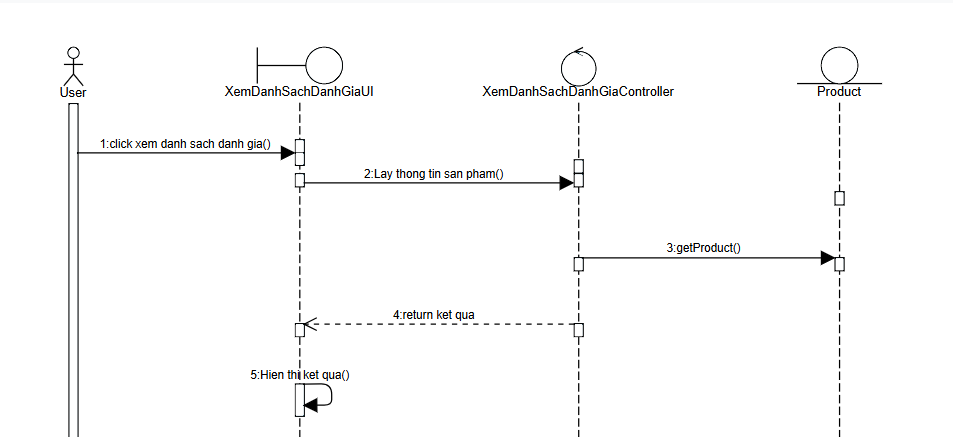 User
XemDanhSachDanhGiaUI
XemDanhSachDanhGiaController
Product
1:click xem danh sach danh gia()
2:Lay thong tin san pham()
3:getProduct()
4:return ket qua
5:Hien thi ket qua()